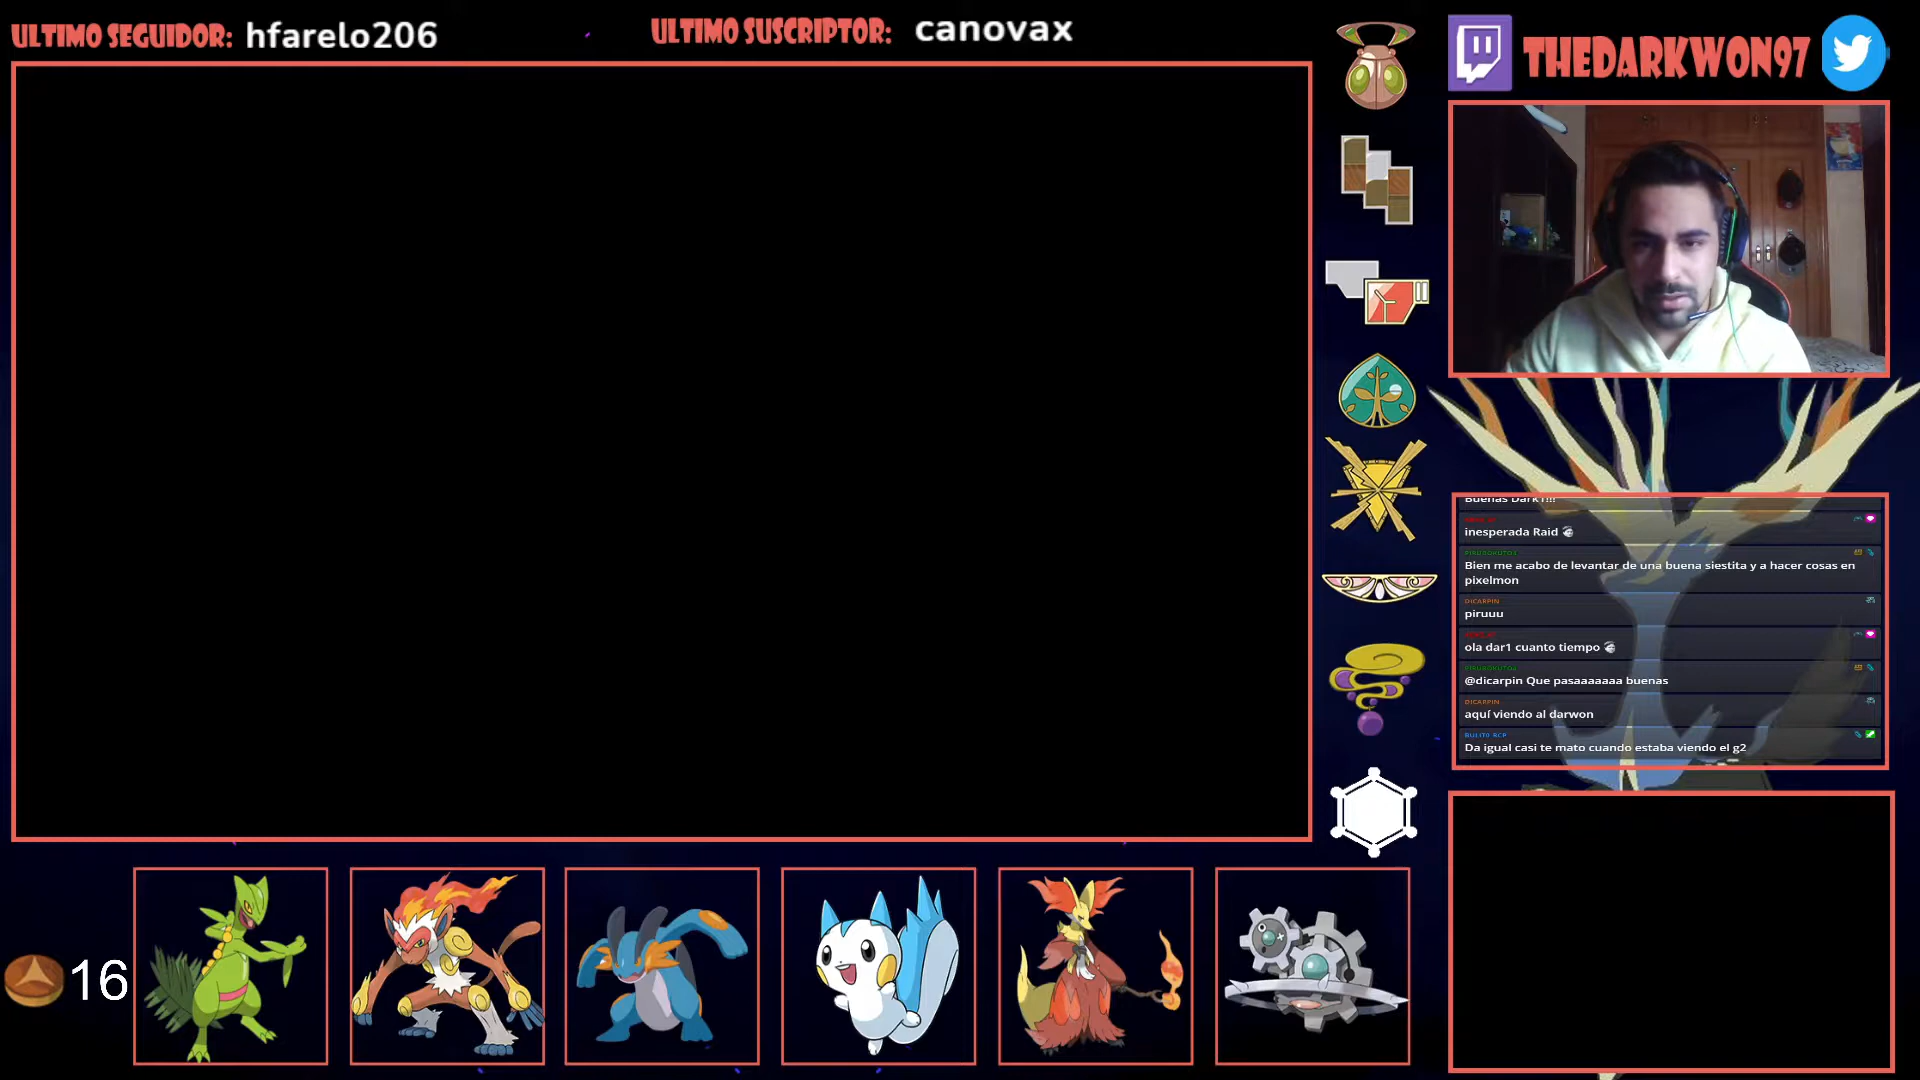 ULTIMO SEGUIDOR: hfarelo206
ULTIMO SUSCRIPTOR: canovax
THEDARKWON97
Buenas Dark1!!!
inesperada Raid
Bien me acabo de levantar de una buena siestita y a hacer cosas en
pixelmon
DICARPIN
piruuu
ola dar1 cuanto tiempo
@dicarpin Que pasaaaaaaa buenas
DICARPIN
aquí viendo al darwon
Da igual casi te mato cuando estaba viendo el g2
16